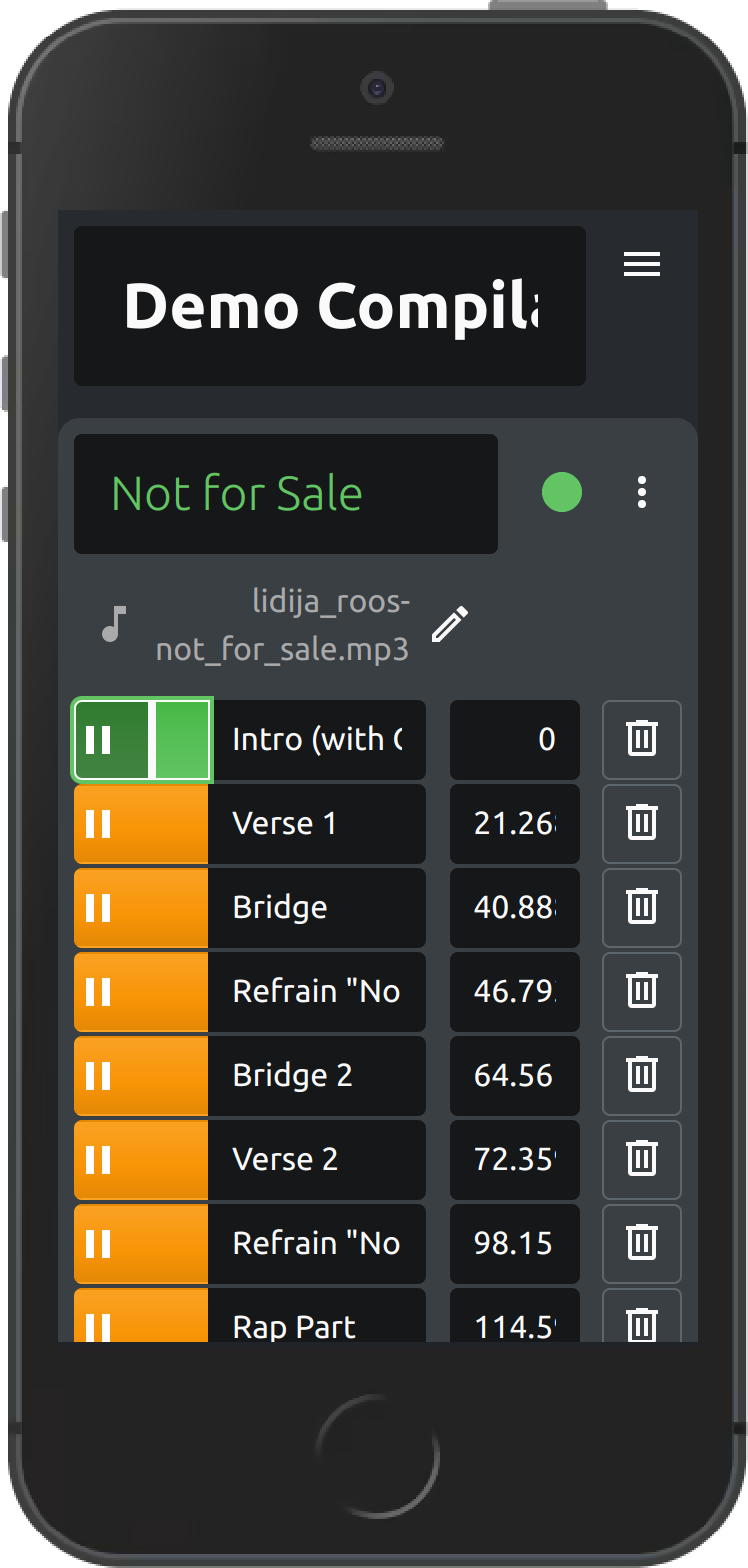 Demo Compila
Not for Sale
lidija_roos-
not_for_sale.mp3
Intro (with 0
Verse 1 21.26
Bridge 40.88
Refrain "No 46.79
Bridge 2 64.56
Verse 2 72.35
Refrain "No 98.15
Rap Part 114.5